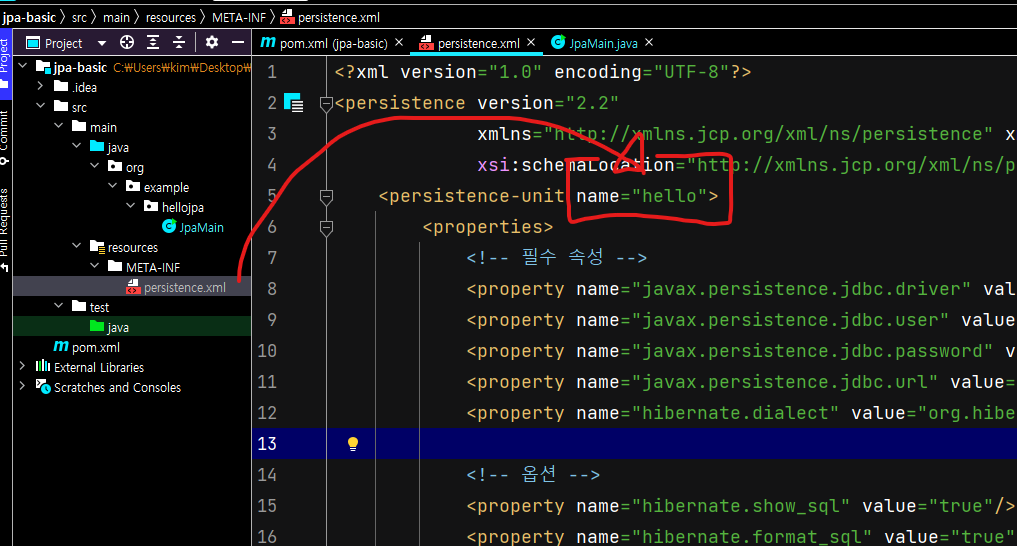 jpa-basic 〉 src 〉 main 〉 resources 〉 META-INF 〉 persistence.xml
Project
pom.xml (jpa-basic) ×
persistence.xml ×
JpaMain.java ×
Project
Commit
Pull Requests
jpa-basic C:₩Users₩kim₩Desktop₩
.idea
src
main
java
org
example
hellojpa
JpaMain
resources
META-INF
persistence.xml
test
java
pom.xml
External Libraries
Scratches and Consoles
1 <?xml version="1.0" encoding="UTF-8"?>
2 <persistence version="2.2"
3 xmlns="http://xmlns.jcp.org/xml/ns/persistence" x
4 xsi:schemaLocation="http://xmlns.jcp.org/xml/ns/p
5 <persistence-unit name="hello">
6 <properties>
7 <!-- 필수 속성 -->
8 <property name="javax.persistence.jdbc.driver" val
9 <property name="javax.persistence.jdbc.user" value
10 <property name="javax.persistence.jdbc.password" v
11 <property name="javax.persistence.jdbc.url" value=
12 <property name="hibernate.dialect" value="org.hibe
13
14 <!-- 옵션 -->
15 <property name="hibernate.show_sql" value="true"/>
16 <property name="hibernate.format_sql" value="true"